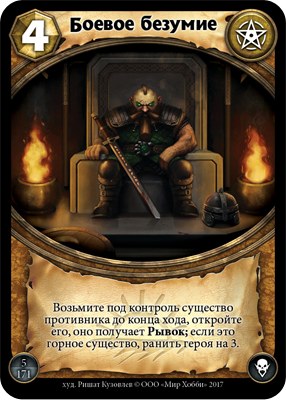 4
Боевое безумие
Возьмите под контроль существо
противника до конца хода, откройте
его, оно получает Рывок; если это
горное существо, ранить героя на 3.
5
171
худ. Ришат Кузовлев © ООО «Мир Хобби» 2017